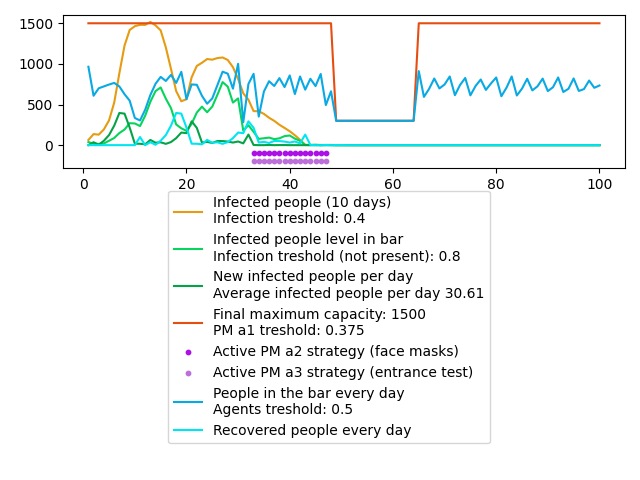 1500
1000
500
0
0 20 40 60 80 100
Infected people (10 days)
Infection treshold: 0.4
Infected people level in bar
Infection treshold (not present): 0.8
New infected people per day
Average infected people per day 30.61
Final maximum capacity: 1500
PM a1 treshold: 0.375
Active PM a2 strategy (face masks)
Active PM a3 strategy (entrance test)
People in the bar every day
Agents treshold: 0.5
Recovered people every day